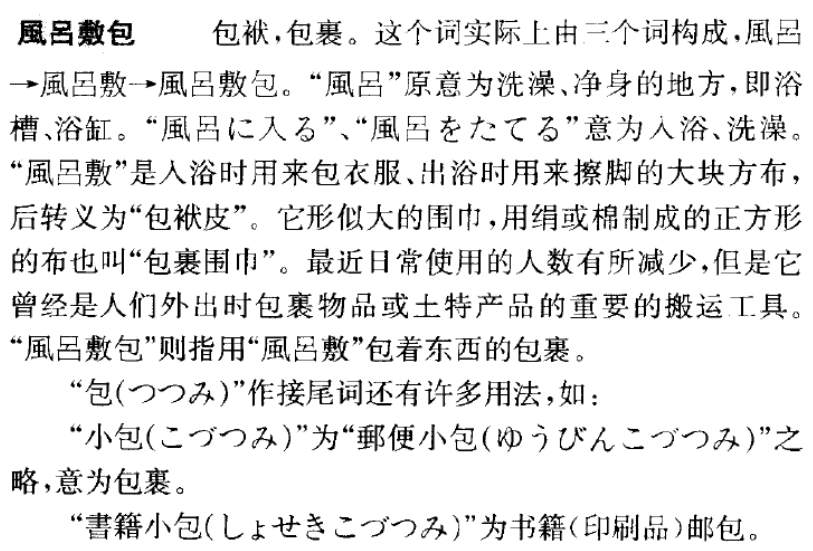 風呂敷包　　包袱,包裹。这个词实际上由三个词构成,風呂
→風呂敷→風呂敷包。“風呂”原意为洗澡、净身的地方,即浴
槽、浴缸。“風呂に入る”、“風呂をたてる”意为入浴、洗澡。
“風呂敷”是入浴时用来包衣服、出浴时用来擦脚的大块方布,
后转义为“包袱皮”。它形似大的围巾,用绢或棉制成的正方形
的布也叫“包裹围巾”。最近日常使用的人数有所减少,但是它
曾经是人们外出时包裹物品或土特产品的重要的搬运工具。
“風呂敷包”则指用“風呂敷”包着东西的包裹。
“包(つつみ)”作接尾词还有许多用法,如:
“小包(こづつみ)”为“郵便小包(ゆうびんこづつみ)”之
略,意为包裹。
“書籍小包(しょせきこづつみ)”为书籍(印刷品)邮包。